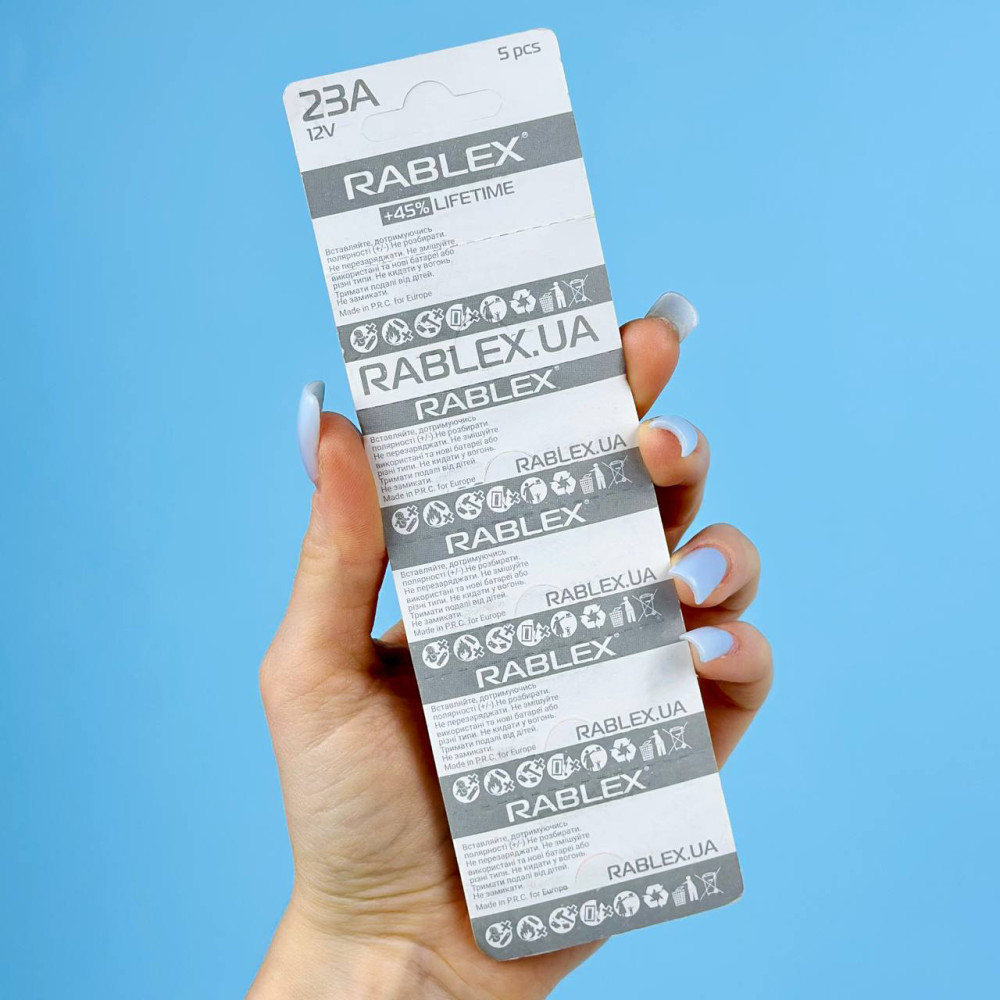 23A
5 pcs
12V
RABLEX®
+45% LIFETIME
Вставляйте, дотримуючись
полярності (+/-).Не розбирати.
Не перезаряджати. Не змішуйте
використані та нові батареї або
різні типи. Не кидати у вогонь.
Тримати подалі від дітей.
Не замикати.
Made in P.R.C. for Europe
RABLEX.UA
RABLEX®
Вставляйте, дотримуючись
полярності (+/-).Не розбирати.
Не перезаряджати. Не змішуйте
використані та нові батареї або
різні типи. Не кидати у вогонь.
Тримати подалі від дітей.
Не замикати.
Made in P.R.C. for Europe
RABLEX.UA
RABLEX®
Вставляйте, дотримуючись
полярності (+/-).Не розбирати.
Не перезаряджати. Не змішуйте
використані та нові батареї або
різні типи. Не кидати у вогонь.
Тримати подалі від дітей.
Не замикати.
Made in P.R.C. for Europe
RABLEX.UA
RABLEX®
Вставляйте, дотримуючись
полярності (+/-).Не розбирати.
Не перезаряджати. Не змішуйте
використані та нові батареї або
різні типи. Не кидати у вогонь.
Тримати подалі від дітей.
Не замикати.
Made in P.R.C. for Europe
RABLEX.UA
RABLEX®
Вставляйте, дотримуючись
полярності (+/-).Не розбирати.
Не перезаряджати. Не змішуйте
використані та нові батареї або
різні типи. Не кидати у вогонь.
Тримати подалі від дітей.
Не замикати.
Made in P.R.C. for Europe
RABLEX.UA